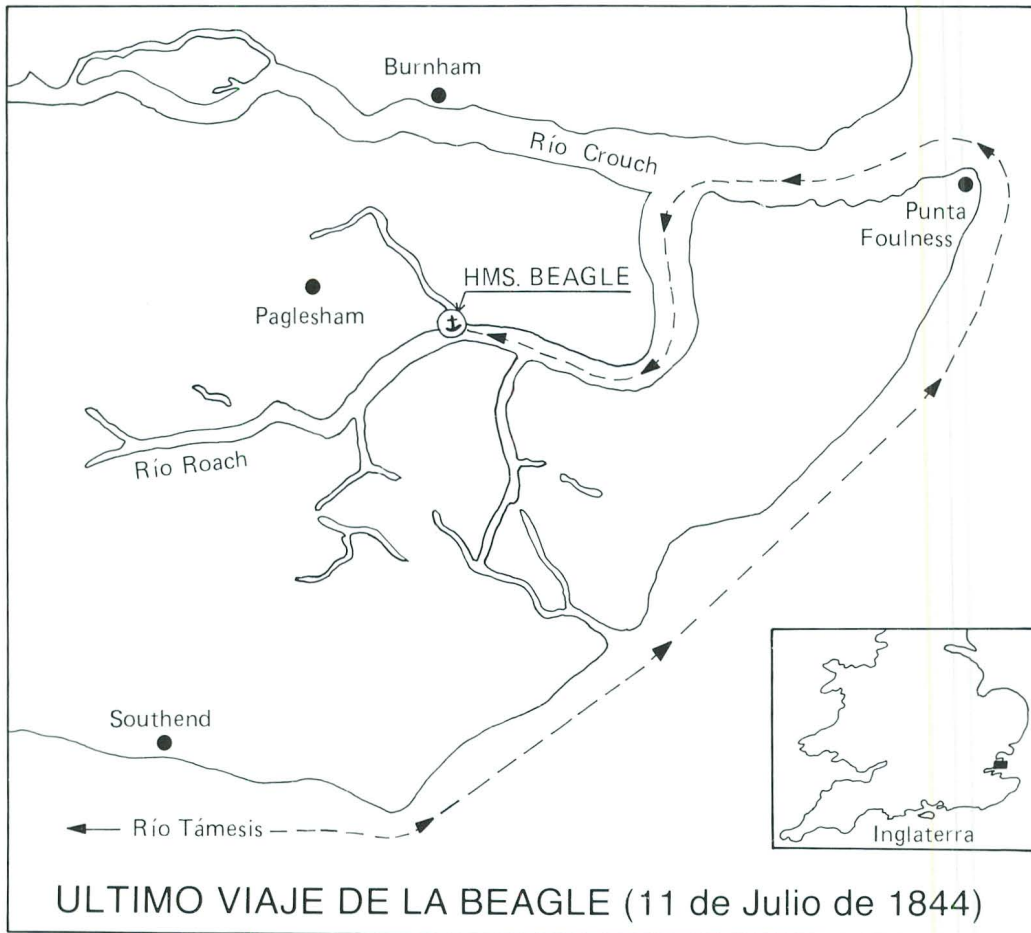 Burnham
Río Crouch
Punta
Foulness
HMS. BEAGLE
Paglesham
Río Roach
Southend
Río Támesis
Inglaterra
ULTIMO VIAJE DE LA BEAGLE (11 de Julio de 1844)